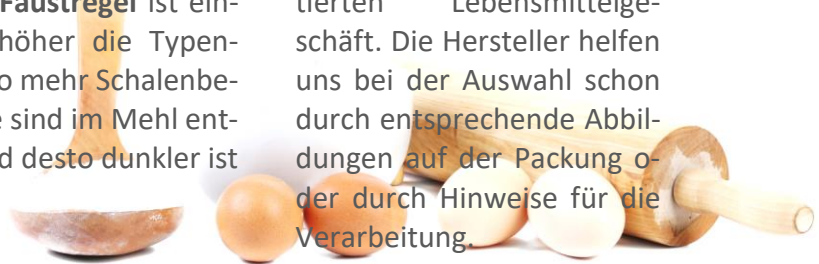 Faustregel ist ein-
höher die Typen-
o mehr Schalenbe-
sind im Mehl ent-
d desto dunkler ist
tierten Lebensmittelge-
schäft. Die Hersteller helfen
uns bei der Auswahl schon
durch entsprechende Abbil-
dungen auf der Packung o-
der durch Hinweise für die
Verarbeitung.